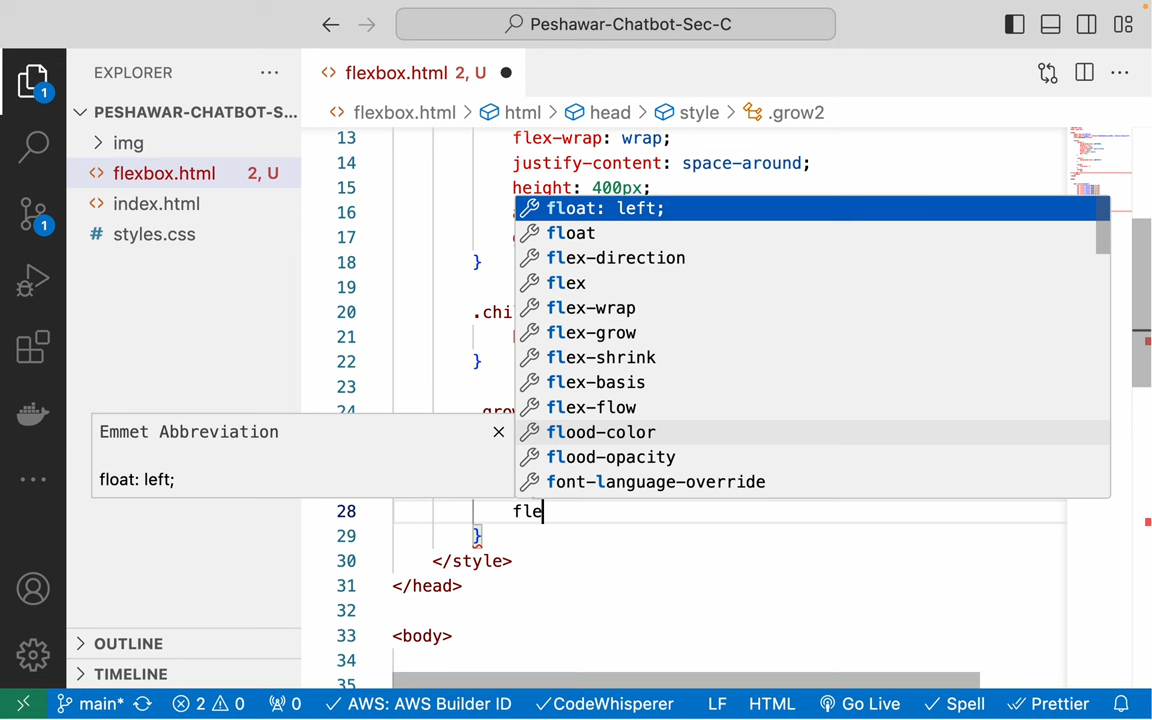 Peshawar-Chatbot-Sec-C
EXPLORER
PESHAWAR-CHATBOT-S...
img
flexbox.html 2, U
index.html
styles.css
OUTLINE
TIMELINE
1
1
flexbox.html 2, U
flexbox.html > html > head > style > .grow2
13 flex-wrap: wrap;
14 justify-content: space-around;
15 height: 400px;
16
17
18 }
19
20 .chi
21
22 }
23
24 .grow
28 fle
29 }
30 </style>
31 </head>
32
33 <body>
34
35
float: left;
float
flex-direction
flex
flex-wrap
flex-grow
flex-shrink
flex-basis
flex-flow
flood-color
flood-opacity
font-language-override
Emmet Abbreviation
float: left;
main* 2 0 0 AWS: AWS Builder ID CodeWhisperer LF HTML Go Live Spell Prettier